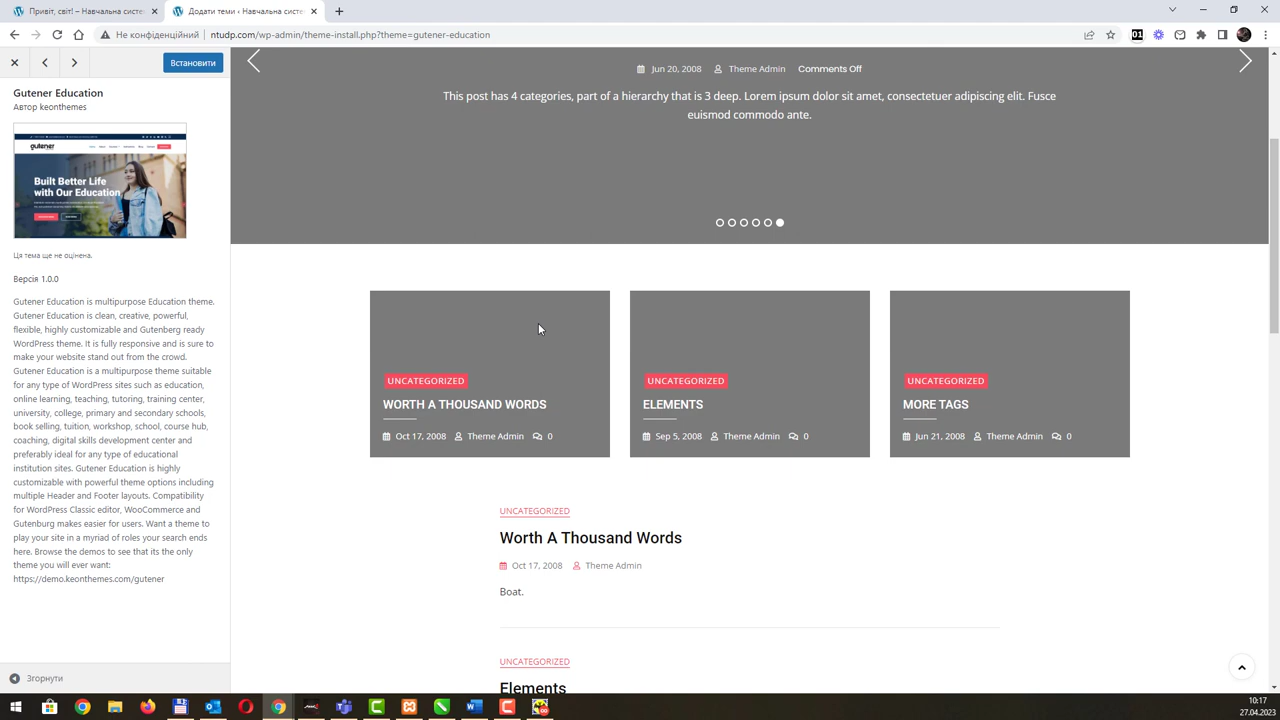 Привіт, світ! – Навчальна систе
Додати теми ‹ Навчальна систе
Не конфіденційний
ntudp.com/wp-admin/theme-install.php?theme=gutener-education
Встановити
Gutener Education
Автор keonthemes
gutener
Built Better Life
with Our Education
Ця тема ще не оцінена.
Версія 1.0.0
Gutener Education is multipurpose Education theme.
Gutener Education is clean, creative, powerful,
flexible, highly customizable and Gutenberg ready
WordPress theme. It is fully responsive and is sure to
make your website stand out from the crowd.
Gutener Education is a multipurpose theme suitable
for any type of WordPress sites such as education,
online learning, teaching, tutoring, training center,
university, college, primary and secondary schools,
book selling, tuition, workshop, school, course hub,
coaching, digital skills development center and
preferably ideal for any type of educational
institution sites. Gutener Education is highly
customizable with powerful theme options including
multiple Header and Footer layouts. Compatibility
for WordPress Classic editor, WooCommerce and
Gutenburg makes easier for users. Want a theme to
play your site in a myriad of roles your search ends
here. Browse the demos to see that its the only
theme you will ever want:
https://demo.keonthemes.com/gutener
Згорнути
Jun 20, 2008 Theme Admin Comments Off
This post has 4 categories, part of a hierarchy that is 3 deep. Lorem ipsum dolor sit amet, consectetuer adipiscing elit. Fusce
euismod commodo ante.
UNCATEGORIZED
WORTH A THOUSAND WORDS
Oct 17, 2008 Theme Admin 0
UNCATEGORIZED
ELEMENTS
Sep 5, 2008 Theme Admin 0
UNCATEGORIZED
MORE TAGS
Jun 21, 2008 Theme Admin 0
UNCATEGORIZED
Worth A Thousand Words
Oct 17, 2008 Theme Admin
Boat.
UNCATEGORIZED
Elements
10:17
27.04.2023